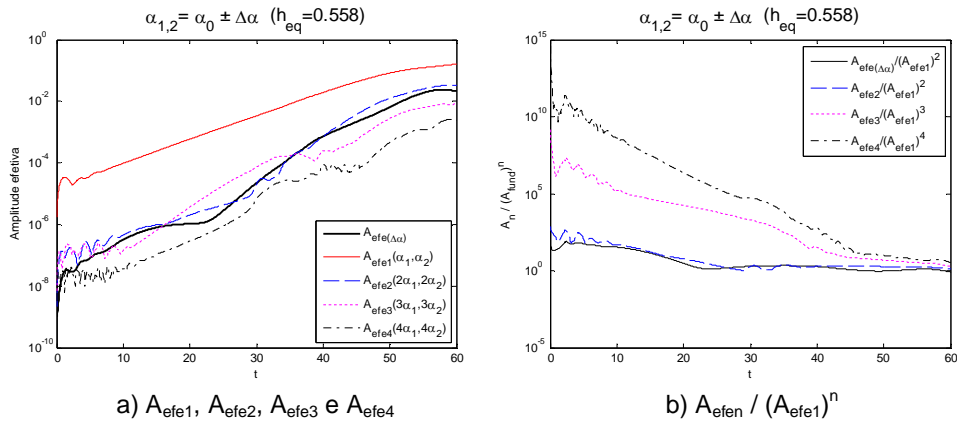 α1,2= α0 ± Δα (heq=0.558)
Amplitude efetiva
10^0
10^-2
10^-4
10^-6
10^-8
10^-10
0 10 20 30 40 50 60
t
Aefe(Δα)
Aefe1(α1,α2)
Aefe2(2α1,2α2)
Aefe3(3α1,3α2)
Aefe4(4α1,4α2)
a) Aefe1, Aefe2, Aefe3 e Aefe4
α1,2= α0 ± Δα (heq=0.558)
An / (Afund)^n
10^15
10^10
10^5
10^0
10^-5
0 10 20 30 40 50 60
t
Aefe(Δα)/(Aefe1)^2
Aefe2/(Aefe1)^2
Aefe3/(Aefe1)^3
Aefe4/(Aefe1)^4
b) Aefen / (Aefe1)^n